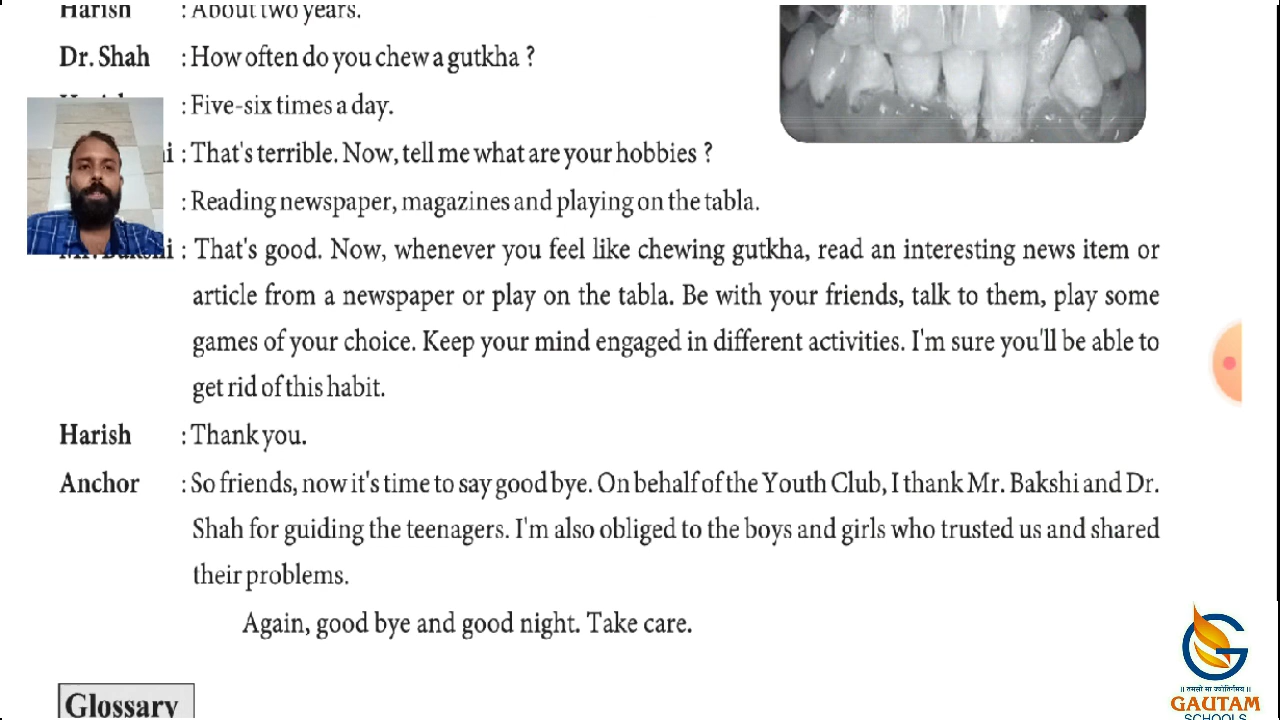 Harish : About two years.
Dr. Shah : How often do you chew a gutkha ?
: Five-six times a day.
i : That's terrible. Now, tell me what are your hobbies ?
: Reading newspaper, magazines and playing on the tabla.
i : That's good. Now, whenever you feel like chewing gutkha, read an interesting news item or
article from a newspaper or play on the tabla. Be with your friends, talk to them, play some
games of your choice. Keep your mind engaged in different activities. I'm sure you'll be able to
get rid of this habit.
Harish : Thank you.
Anchor : So friends, now it's time to say good bye. On behalf of the Youth Club, I thank Mr. Bakshi and Dr.
Shah for guiding the teenagers. I'm also obliged to the boys and girls who trusted us and shared
their problems.
Again, good bye and good night. Take care.
Glossary
॥ तमसो मा ज्योतिर्गमय ॥
GAUTAM
SCHOOLS